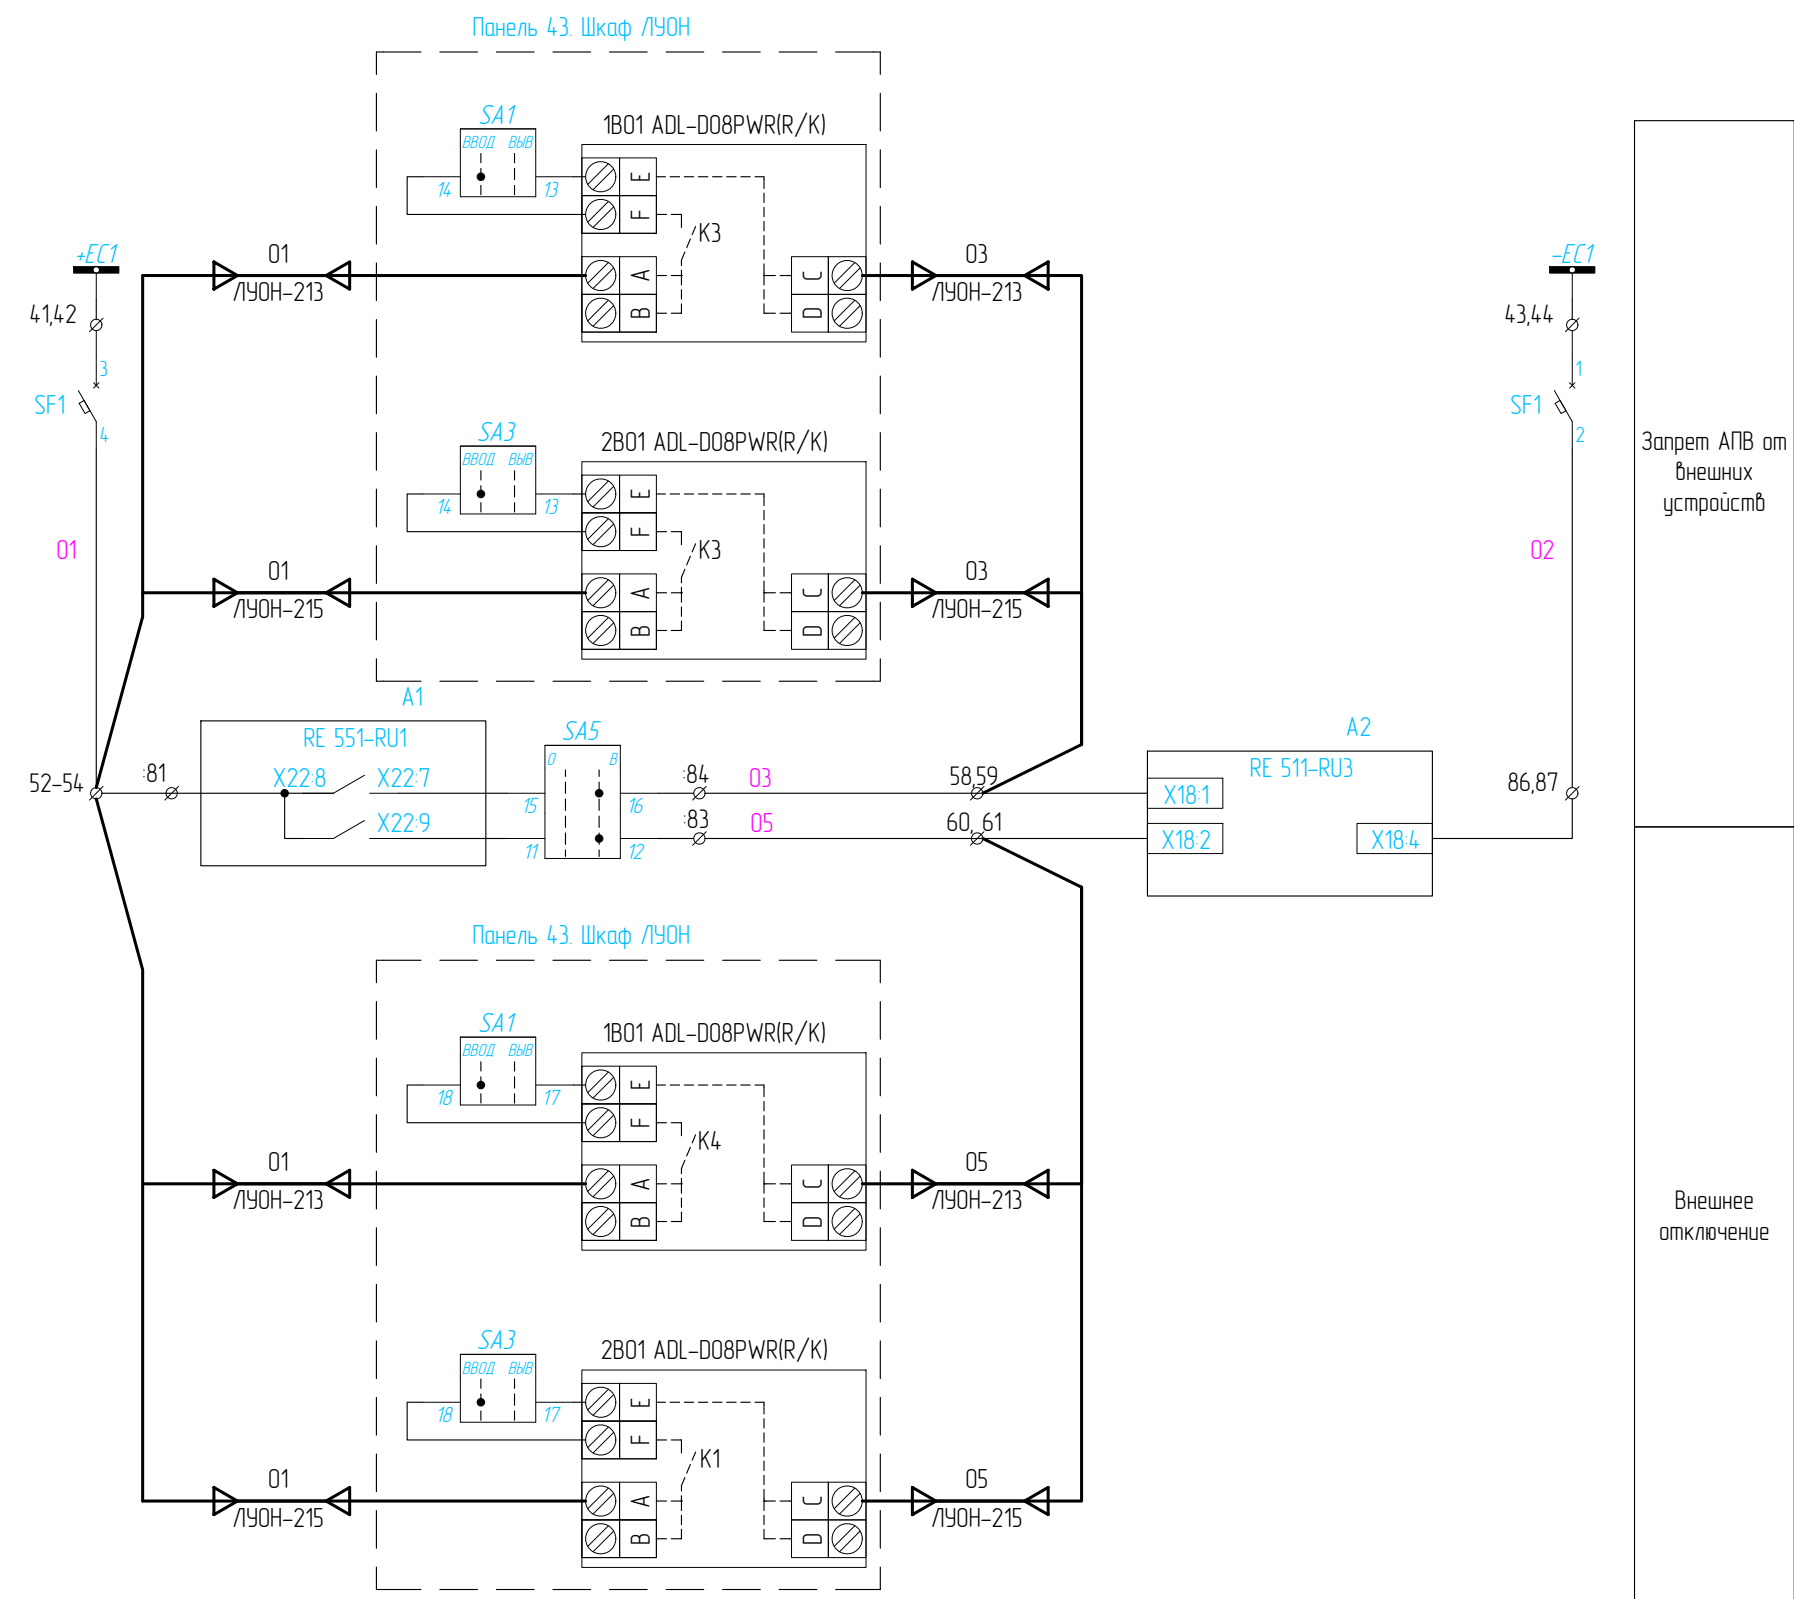 Панель 43. Шкаф ЛУОН
SA1
ВВОД ВЫВ
14 13
1В01 ADL-D08PWR(R/K)
E
F
A
B
K3
C
D
+EC1
41,42
3
SF1
4
01
01
ЛУОН-213
03
ЛУОН-213
-EC1
43,44
1
SF1
2
02
Запрет АПВ от
внешних
устройств
SA3
ВВОД ВЫВ
14 13
2В01 ADL-D08PWR(R/K)
E
F
A
B
K3
C
D
01
ЛУОН-215
03
ЛУОН-215
A1
RE 551-RU1
X22:8 X22:7
X22:9
52-54
:81
SA5
О В
15 16
11 12
:84 03
:83 05
58,59
60, 61
A2
RE 511-RU3
X18:1
X18:2
X18:4
86,87
Панель 43. Шкаф ЛУОН
SA1
ВВОД ВЫВ
18 17
1В01 ADL-D08PWR(R/K)
E
F
A
B
K4
C
D
01
ЛУОН-213
05
ЛУОН-213
Внешнее
отключение
SA3
ВВОД ВЫВ
18 17
2В01 ADL-D08PWR(R/K)
E
F
A
B
K1
C
D
01
ЛУОН-215
05
ЛУОН-215